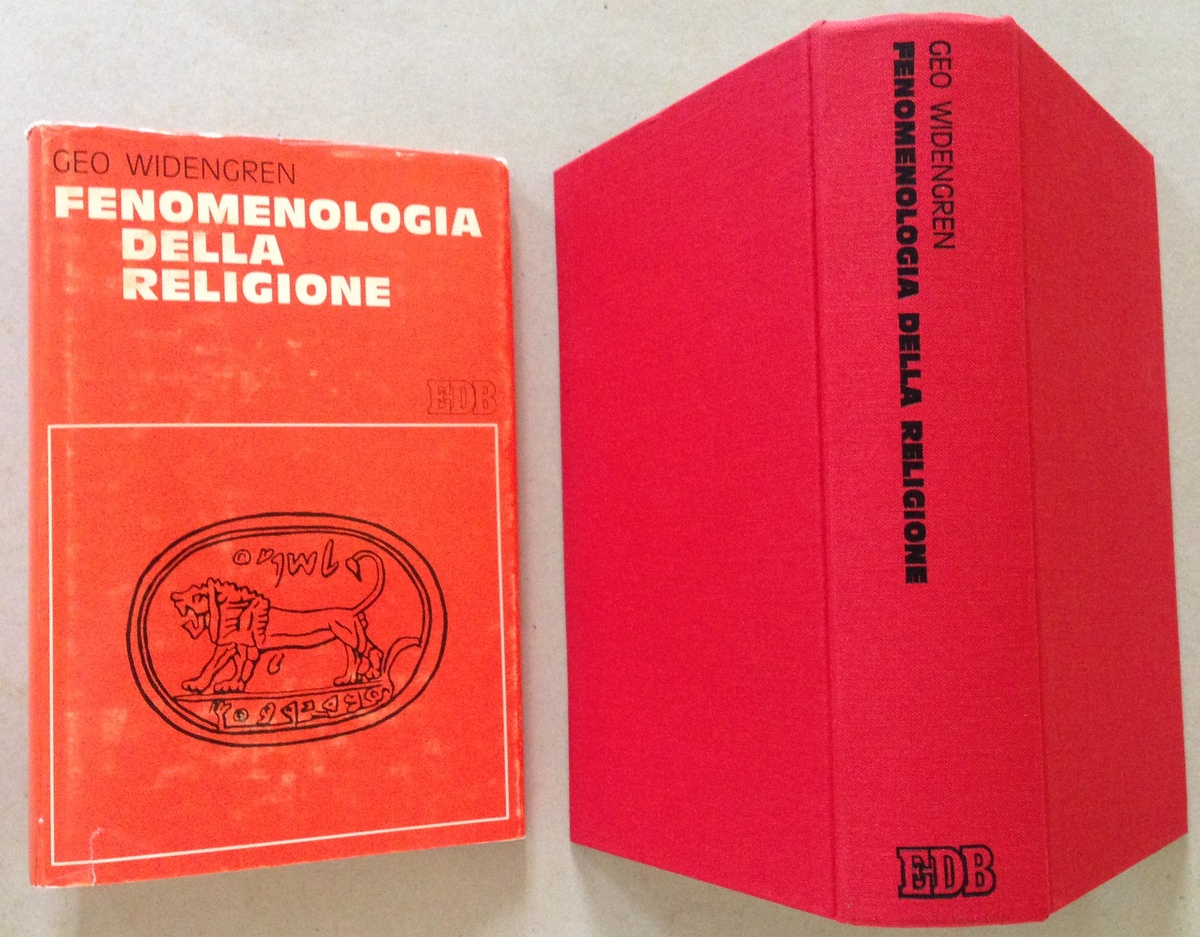 GEO WIDENGREN
FENOMENOLOGIA
DELLA
RELIGIONE
EDB
GEO WIDENGREN
FENOMENOLOGIA DELLA RELIGIONE
EDB